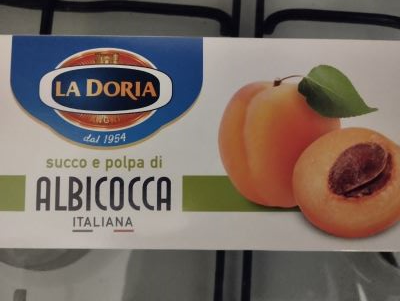 LA DORIA
dal 1954
succo e polpa di
ALBICOCCA
ITALIANA